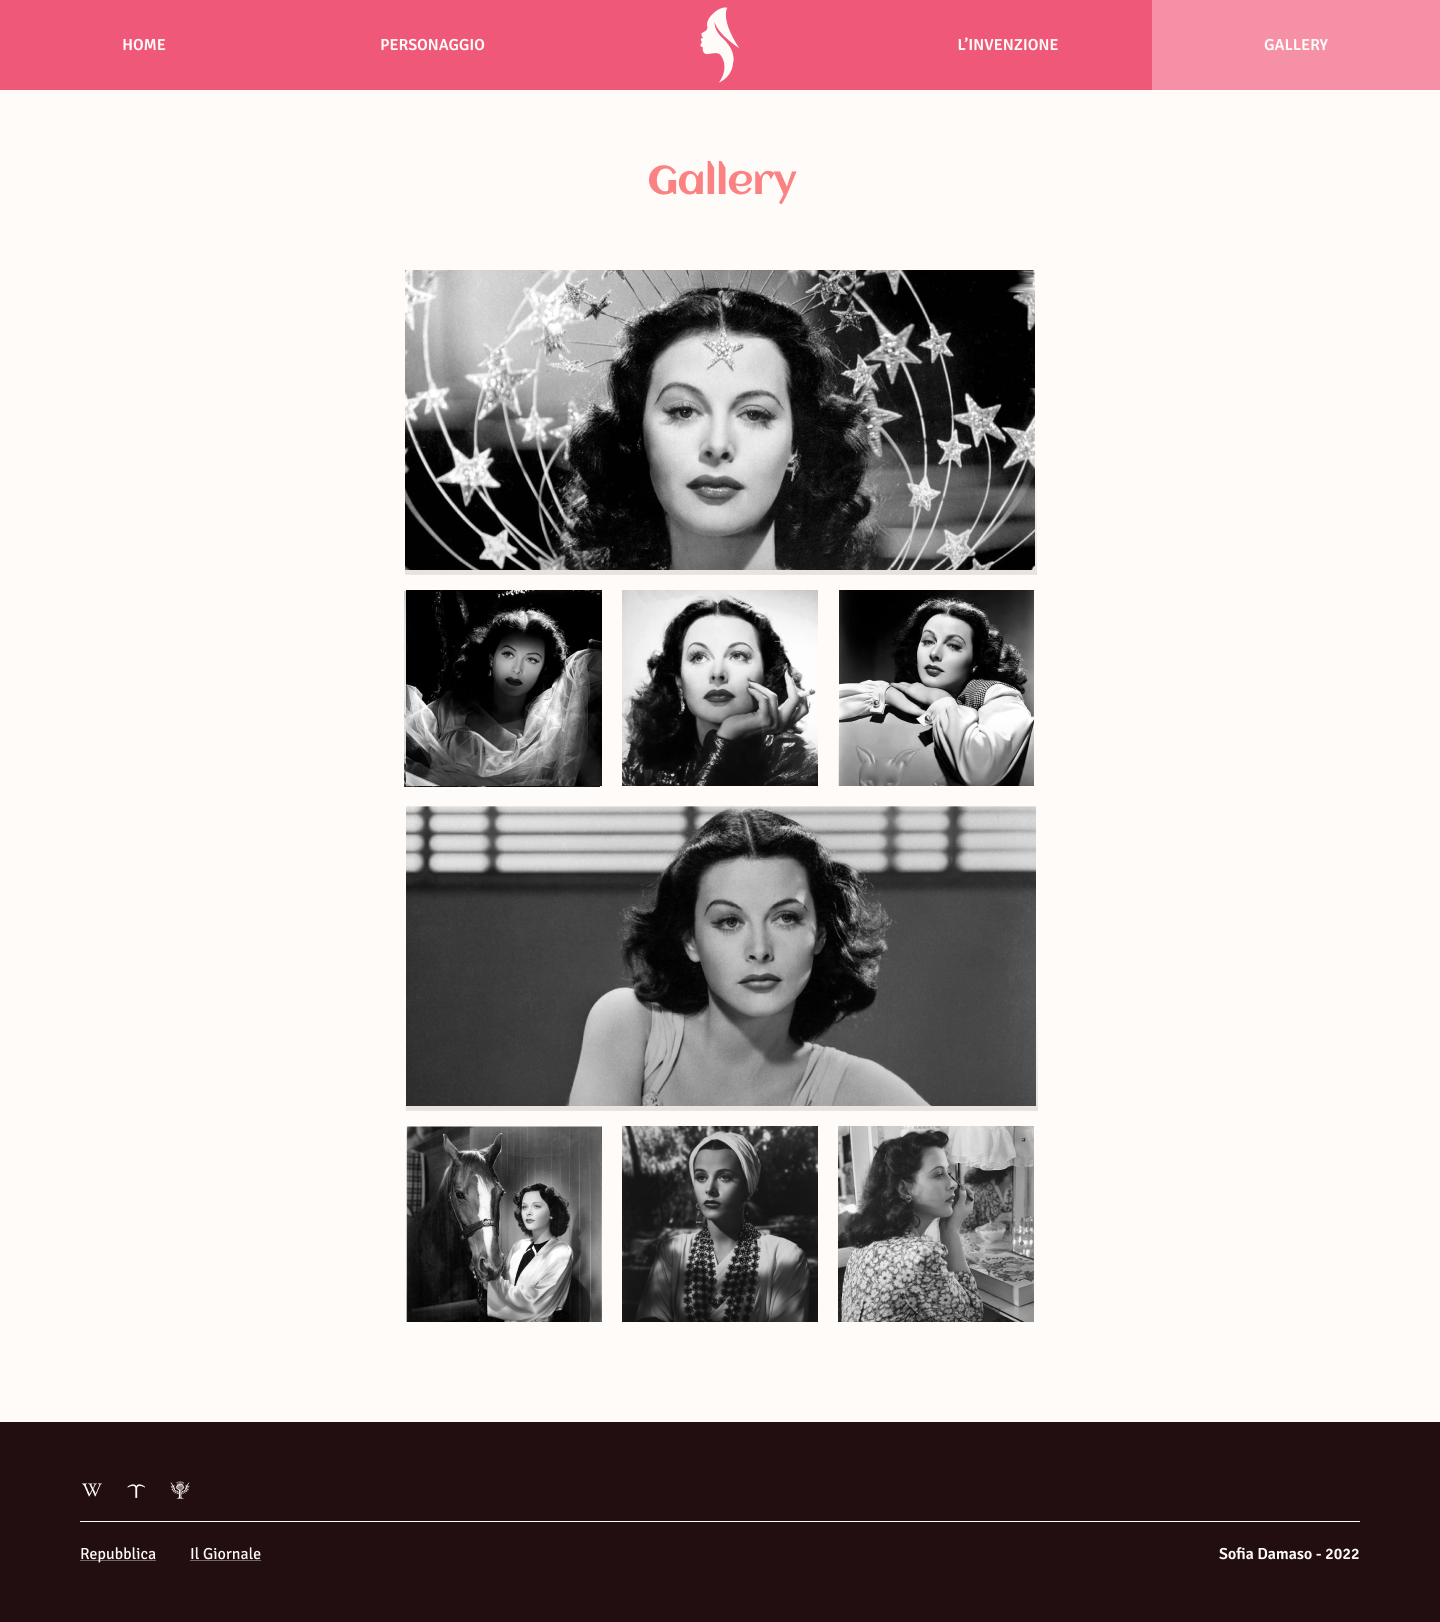 HOME
PERSONAGGIO
L’INVENZIONE
GALLERY
Gallery
W
Repubblica
Il Giornale
Sofia Damaso - 2022